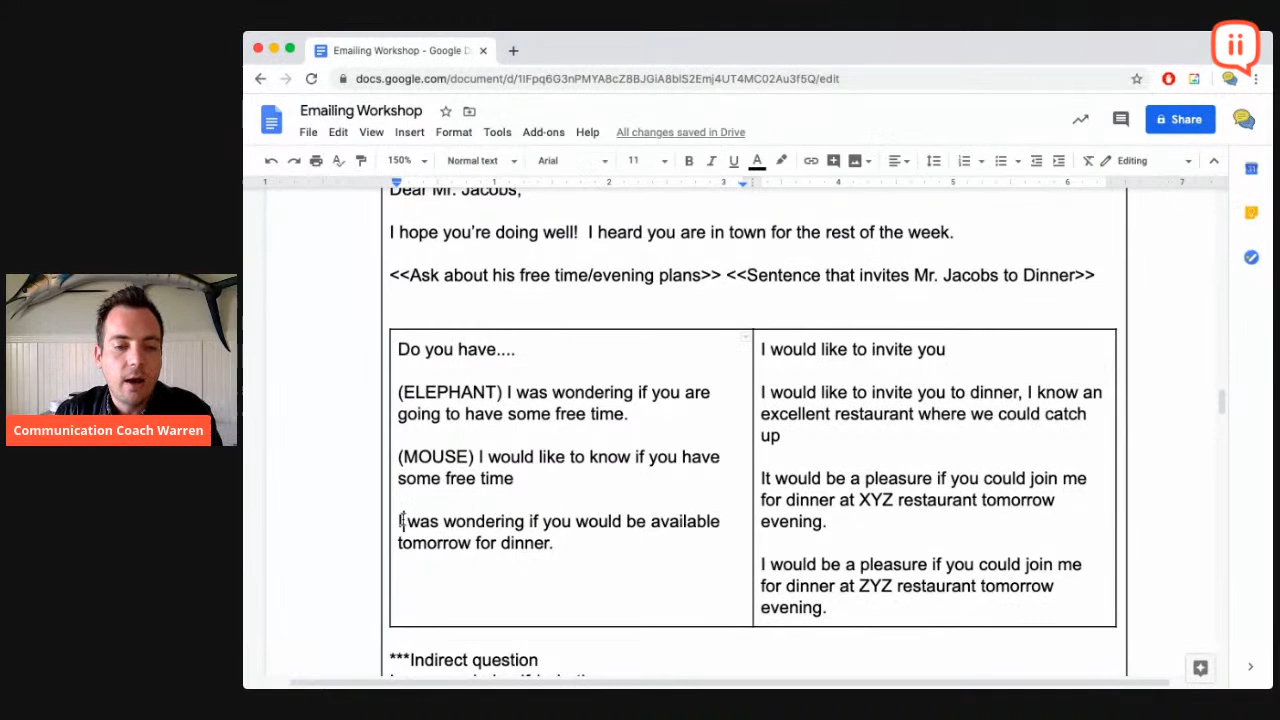 Emailing Workshop - Google D
docs.google.com/document/d/1lFpq6G3nPMYA8cZ8BJGiA8blS2Emj4UT4MC02Au3f5Q/edit
Emailing Workshop
File Edit View Insert Format Tools Add-ons Help All changes saved in Drive
Share
150% Normal text Arial 11 B I U A Editing
1 1 2 3 4 5 6 7
Dear Mr. Jacobs,
I hope you're doing well! I heard you are in town for the rest of the week.
<<Ask about his free time/evening plans>> <<Sentence that invites Mr. Jacobs to Dinner>>
Do you have....
(ELEPHANT) I was wondering if you are
going to have some free time.
(MOUSE) I would like to know if you have
some free time
I was wondering if you would be available
tomorrow for dinner.
I would like to invite you
I would like to invite you to dinner, I know an
excellent restaurant where we could catch
up
It would be a pleasure if you could join me
for dinner at XYZ restaurant tomorrow
evening.
I would be a pleasure if you could join me
for dinner at ZYZ restaurant tomorrow
evening.
***Indirect question
Communication Coach Warren